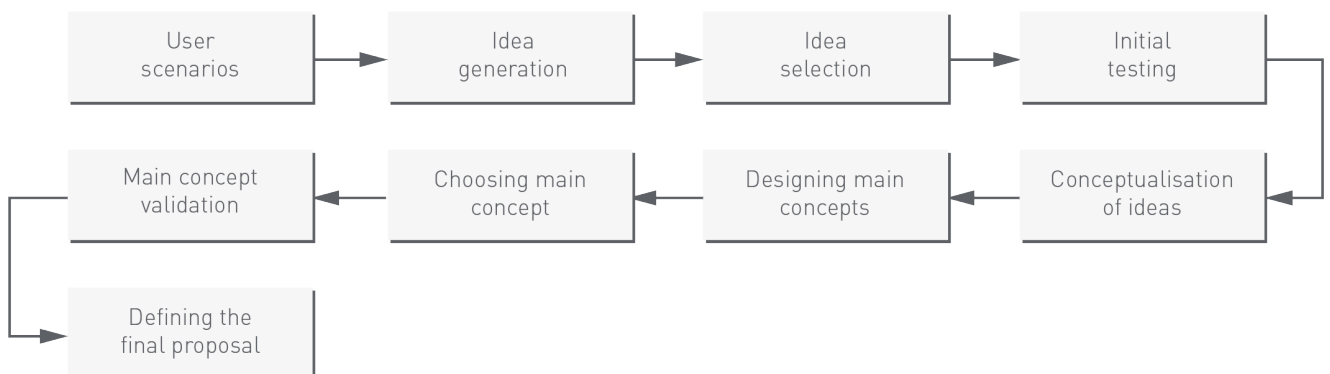 User
scenarios
Idea
generation
Idea
selection
Initial
testing
Conceptualisation
of ideas
Designing main
concepts
Choosing main
concept
Main concept
validation
Defining the
final proposal